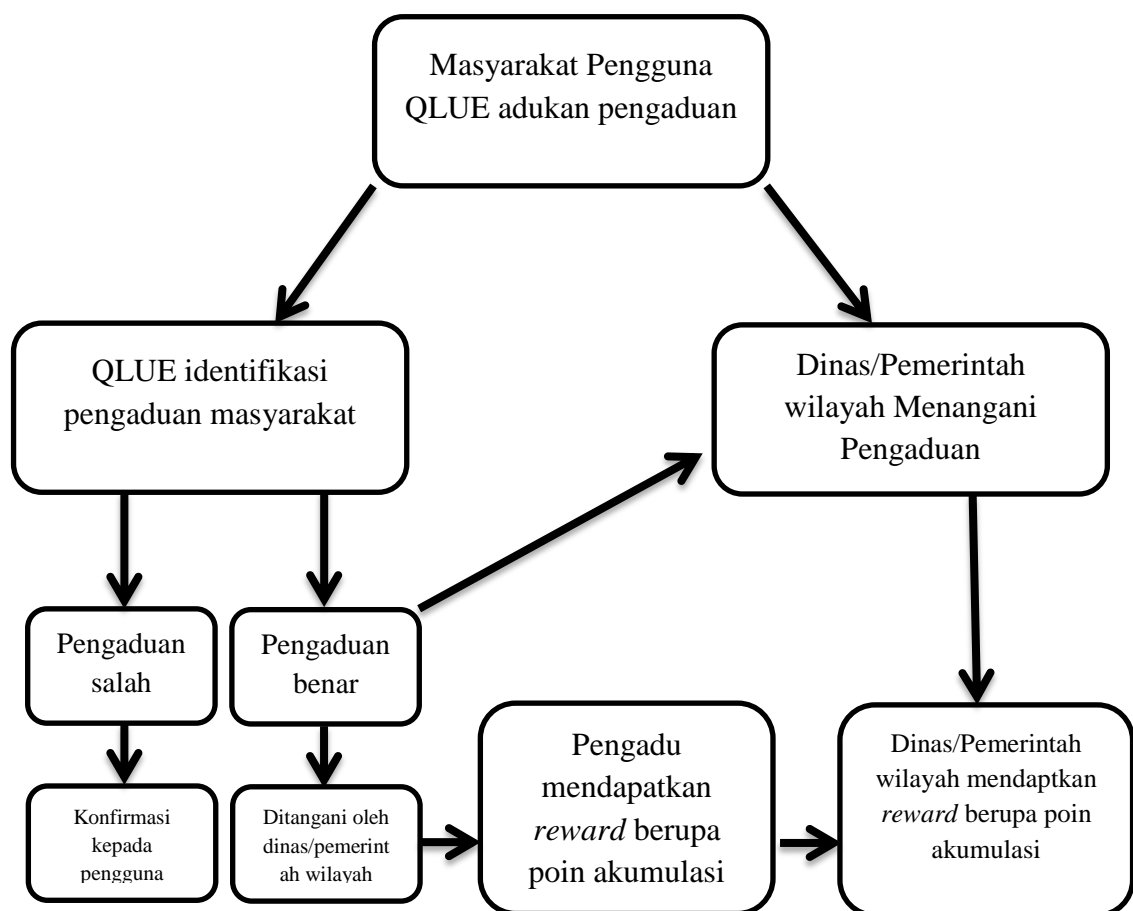 Masyarakat Pengguna
QLUE adukan pengaduan
QLUE identifikasi
pengaduan masyarakat
Dinas/Pemerintah
wilayah Menangani
Pengaduan
Pengaduan
salah
Pengaduan
benar
Konfirmasi
kepada
pengguna
Ditangani oleh
dinas/pemerint
ah wilayah
Pengadu
mendapatkan
reward berupa
poin akumulasi
Dinas/Pemerintah
wilayah mendaptkan
reward berupa poin
akumulasi